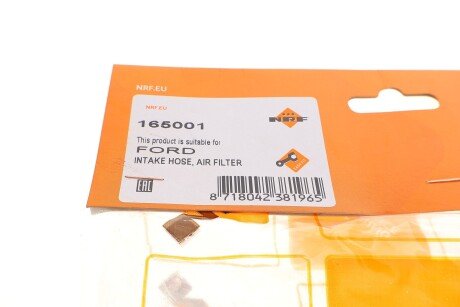 NRF.EU
NRF.EU
165001
NRF
This product is suitable for
FORD
INTAKE HOSE, AIR FILTER
EAC
8 718042 381965